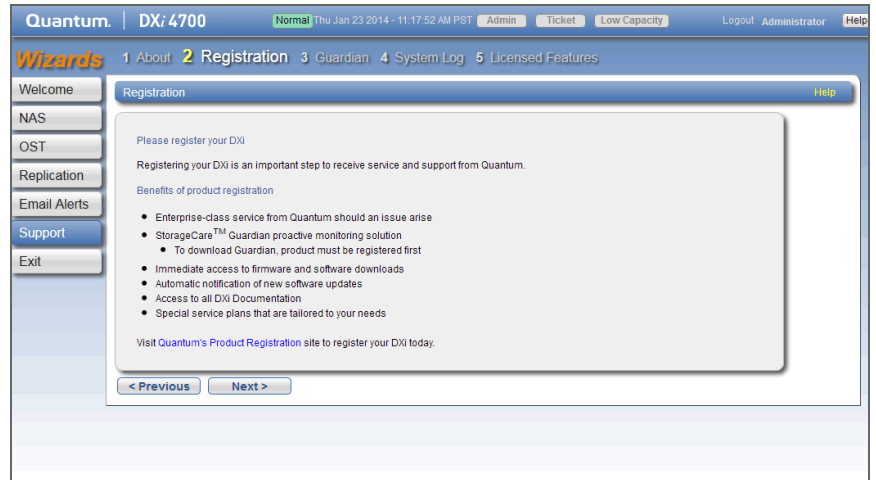 Quantum. DXi 4700 Normal Thu Jan 23 2014 - 11:17:52 AM PST Admin Ticket Low Capacity Logout Administrator Help
Wizards 1 About 2 Registration 3 Guardian 4 System Log 5 Licensed Features
Welcome
NAS
OST
Replication
Email Alerts
Support
Exit
Registration Help
Please register your DXi
Registering your DXi is an important step to receive service and support from Quantum.
Benefits of product registration
• Enterprise-class service from Quantum should an issue arise
• StorageCare™ Guardian proactive monitoring solution
• To download Guardian, product must be registered first
• Immediate access to firmware and software downloads
• Automatic notification of new software updates
• Access to all DXi Documentation
• Special service plans that are tailored to your needs
Visit Quantum's Product Registration site to register your DXi today.
< Previous Next >